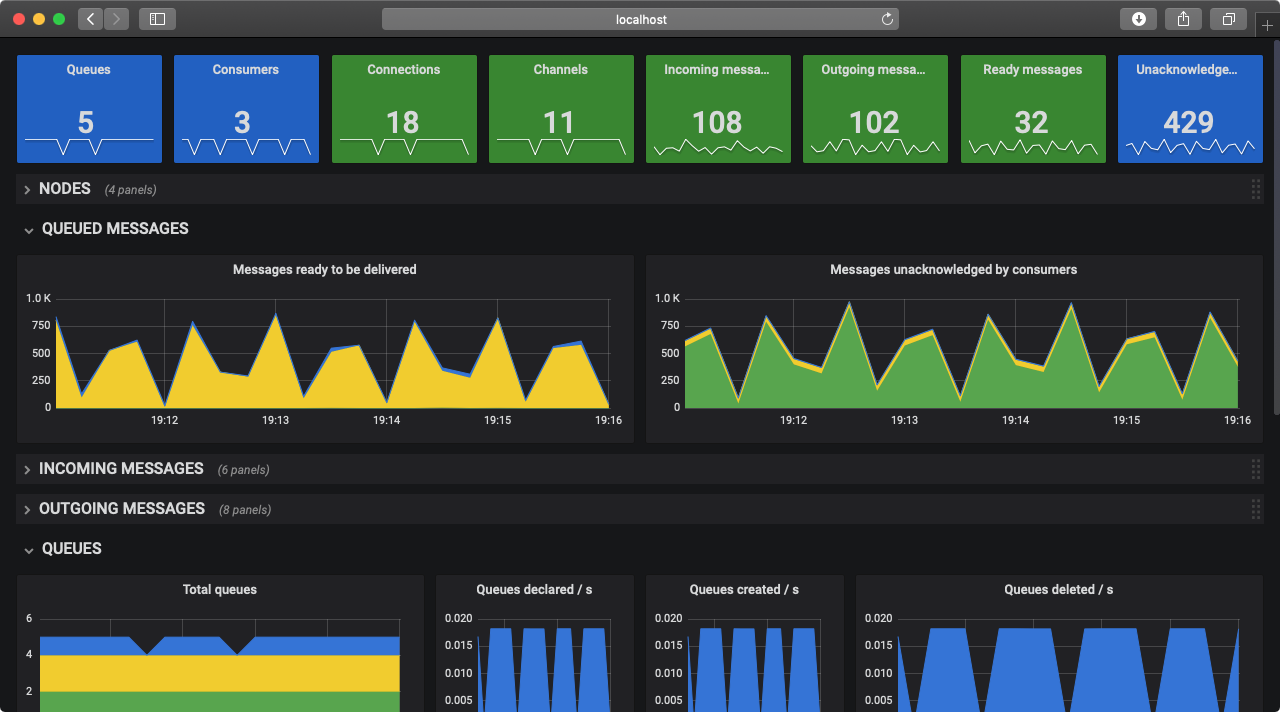 localhost
Queues
5
Consumers
3
Connections
18
Channels
11
Incoming messa...
108
Outgoing messa...
102
Ready messages
32
Unacknowledge...
429
NODES (4 panels)
QUEUED MESSAGES
Messages ready to be delivered
1.0 K
750
500
250
0
19:12 19:13 19:14 19:15 19:16
Messages unacknowledged by consumers
1.0 K
750
500
250
0
19:12 19:13 19:14 19:15 19:16
INCOMING MESSAGES (6 panels)
OUTGOING MESSAGES (8 panels)
QUEUES
Total queues
6
4
2
Queues declared / s
0.020
0.015
0.010
0.005
Queues created / s
0.020
0.015
0.010
0.005
Queues deleted / s
0.020
0.015
0.010
0.005